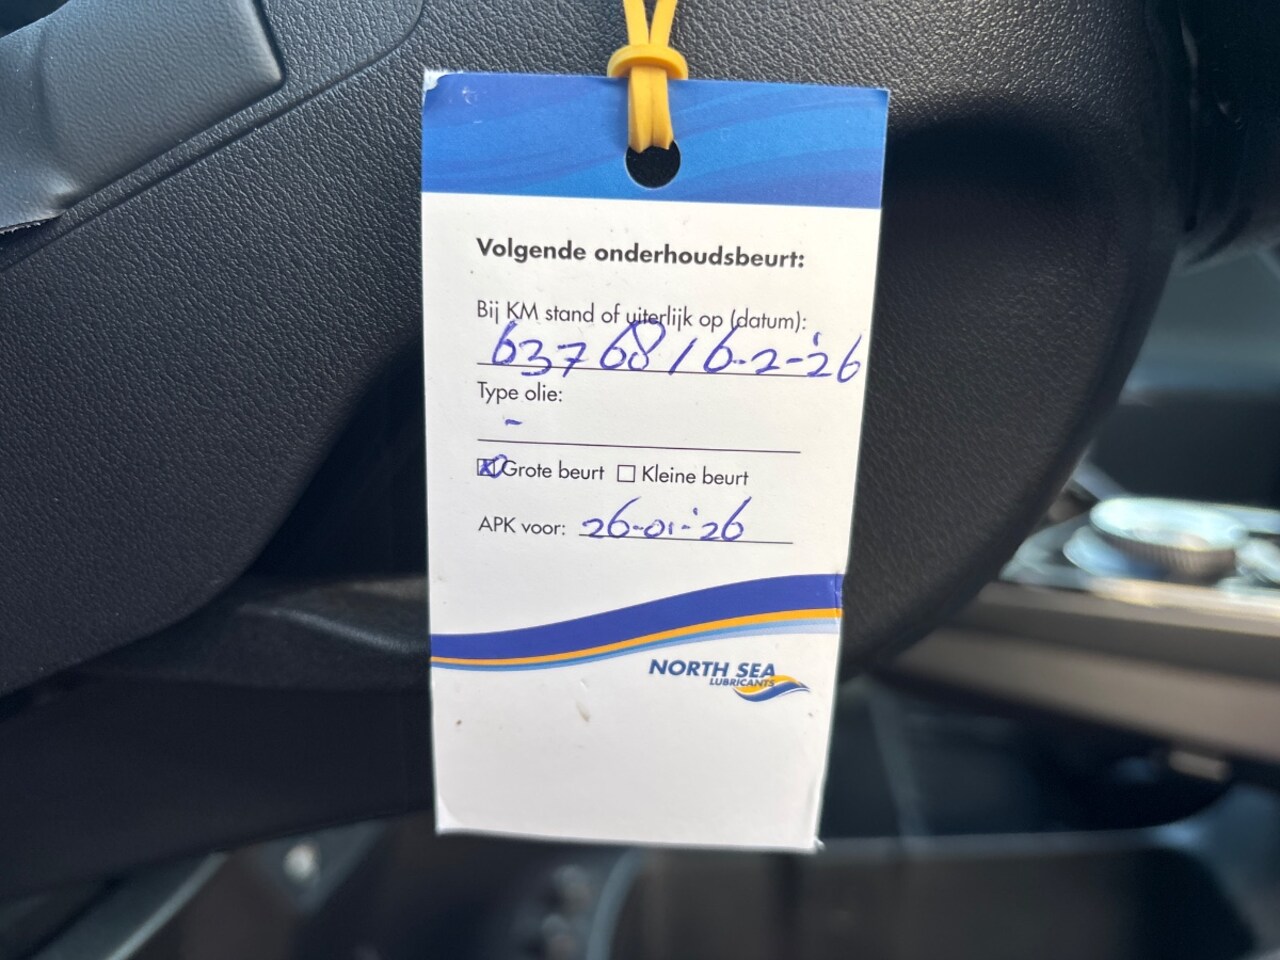 Volgende onderhoudsbeurt:
Bij KM stand of uiterlijk op (datum):
63768 / 6-2-'26
Type olie:
-
Grote beurt Kleine beurt
APK voor: 26-01-'26
NORTH SEA
LUBRICANTS